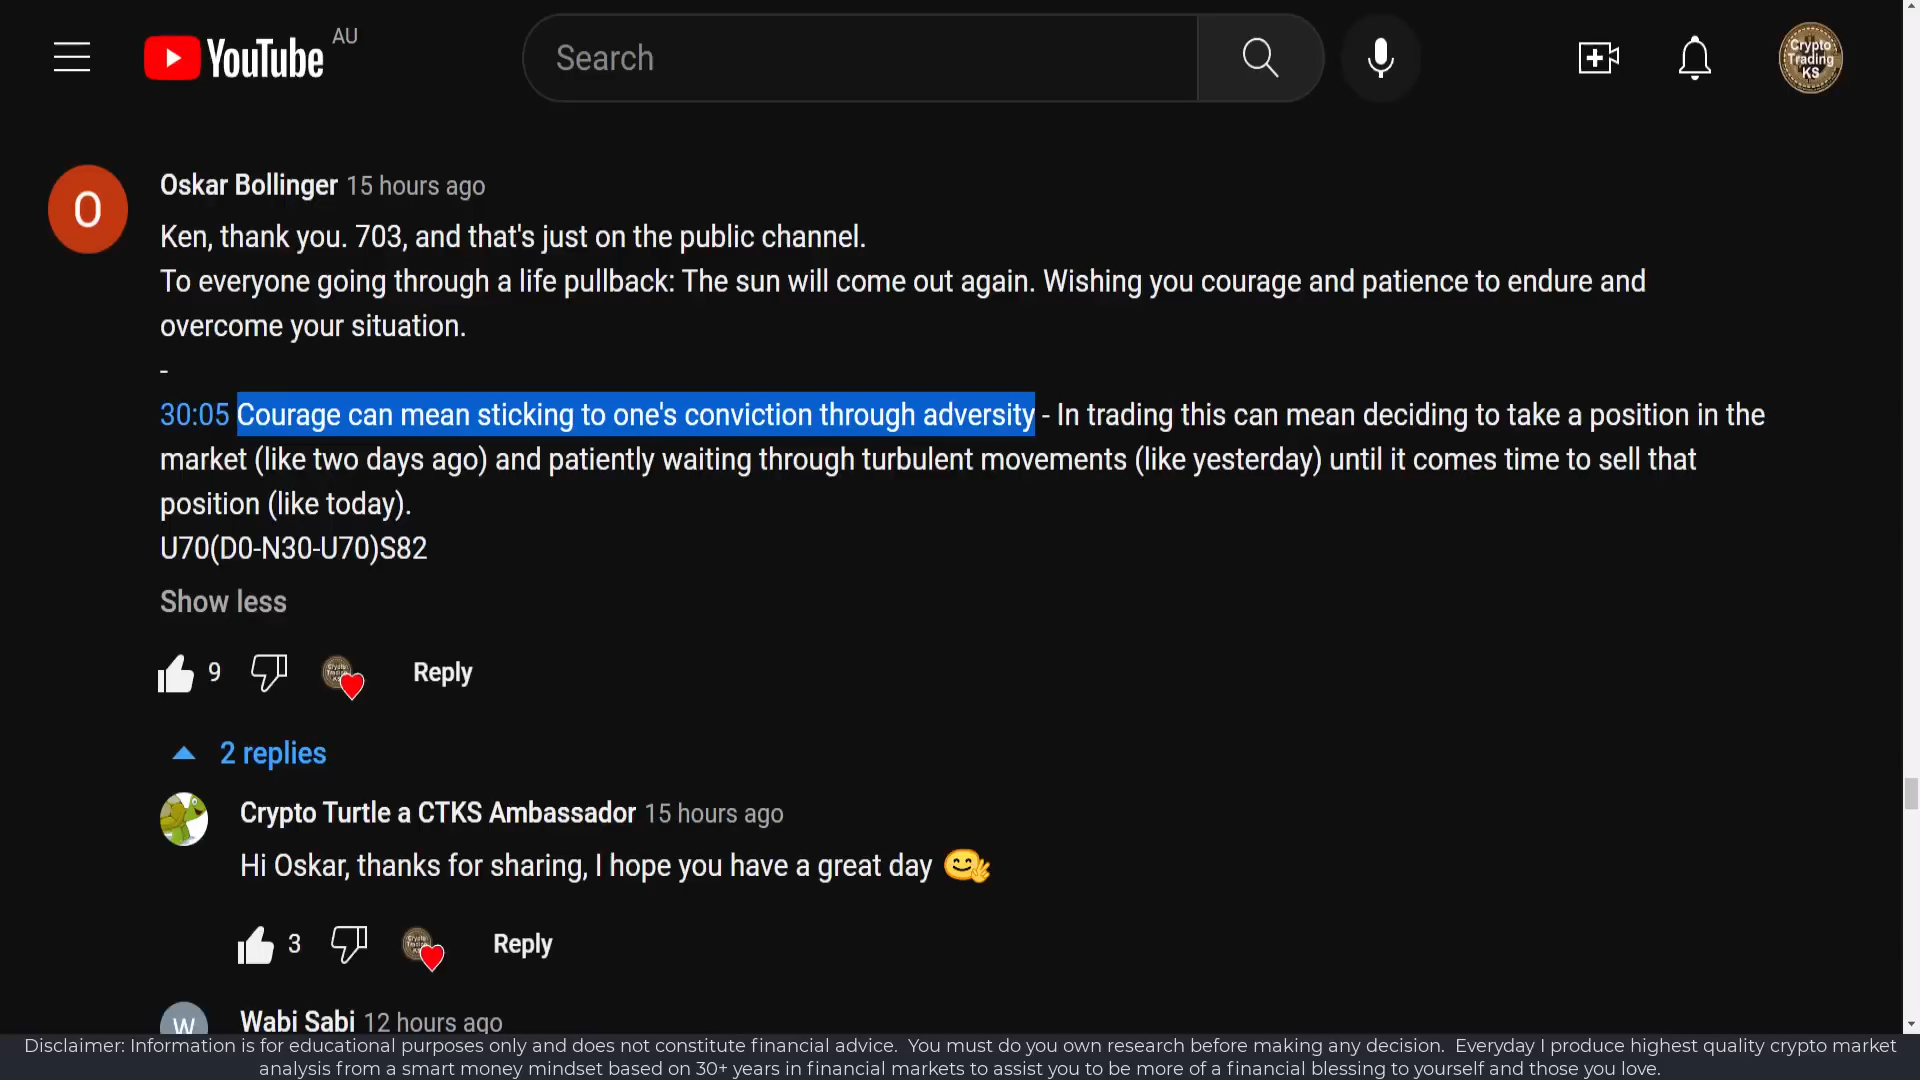 YouTube AU
Search
Crypto
Trading
KS
O
Oskar Bollinger 15 hours ago
Ken, thank you. 703, and that's just on the public channel.
To everyone going through a life pullback: The sun will come out again. Wishing you courage and patience to endure and
overcome your situation.
-
30:05 Courage can mean sticking to one's conviction through adversity - In trading this can mean deciding to take a position in the
market (like two days ago) and patiently waiting through turbulent movements (like yesterday) until it comes time to sell that
position (like today).
U70(D0-N30-U70)S82
Show less
9 Reply
2 replies
Crypto Turtle a CTKS Ambassador 15 hours ago
Hi Oskar, thanks for sharing, I hope you have a great day
3 Reply
W
Wabi Sabi 12 hours ago
Disclaimer: Information is for educational purposes only and does not constitute financial advice. You must do you own research before making any decision. Everyday I produce highest quality crypto market
analysis from a smart money mindset based on 30+ years in financial markets to assist you to be more of a financial blessing to yourself and those you love.